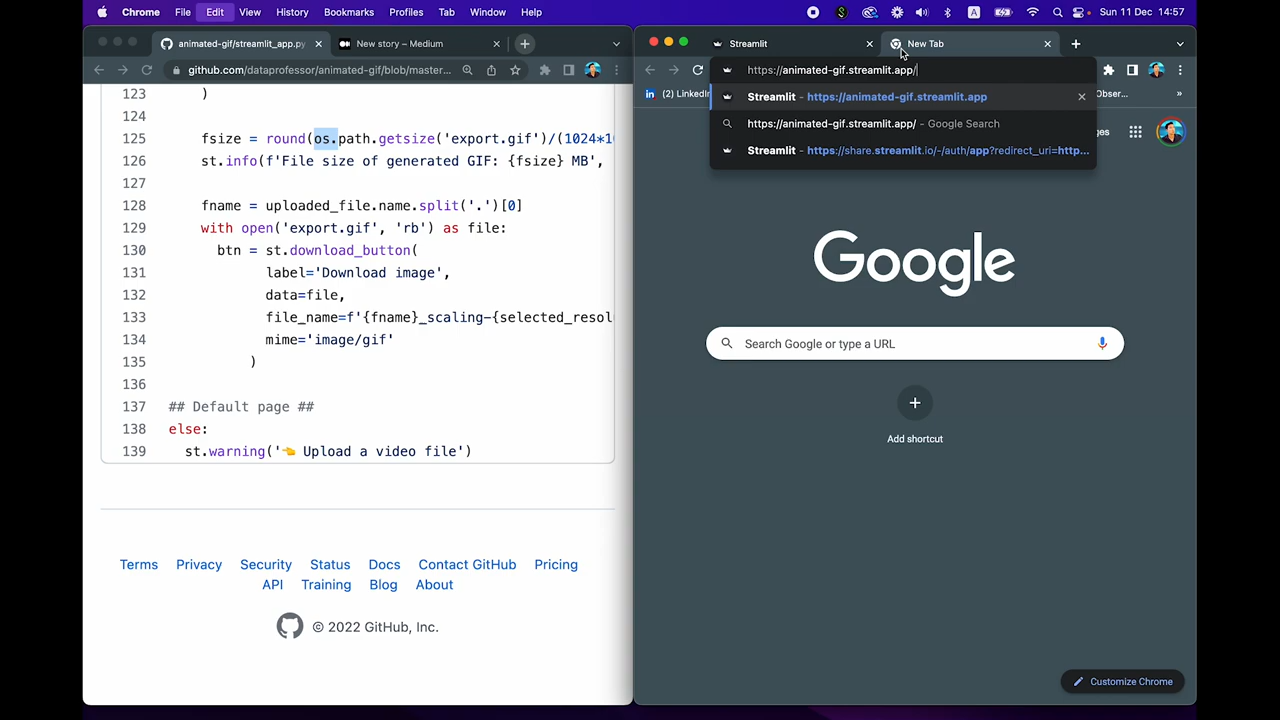 Chrome File Edit View History Bookmarks Profiles Tab Window Help Sun 11 Dec 14:57
animated-gif/streamlit_app.py
New story – Medium
github.com/dataprofessor/animated-gif/blob/master...
123 )
124
125 fsize = round(os.path.getsize('export.gif')/(1024*10
126 st.info(f'File size of generated GIF: {fsize} MB',
127
128 fname = uploaded_file.name.split('.')[0]
129 with open('export.gif', 'rb') as file:
130 btn = st.download_button(
131 label='Download image',
132 data=file,
133 file_name=f'{fname}_scaling-{selected_resol
134 mime='image/gif'
135 )
136
137 ## Default page ##
138 else:
139 st.warning('👈 Upload a video file')
Terms Privacy Security Status Docs Contact GitHub Pricing
API Training Blog About
© 2022 GitHub, Inc.
Streamlit
New Tab
https://animated-gif.streamlit.app/
in (2) LinkedIn
Obser...
»
Streamlit - https://animated-gif.streamlit.app
https://animated-gif.streamlit.app/ - Google Search
Streamlit - https://share.streamlit.io/-/auth/app?redirect_uri=http...
Google
Search Google or type a URL
Add shortcut
Customize Chrome